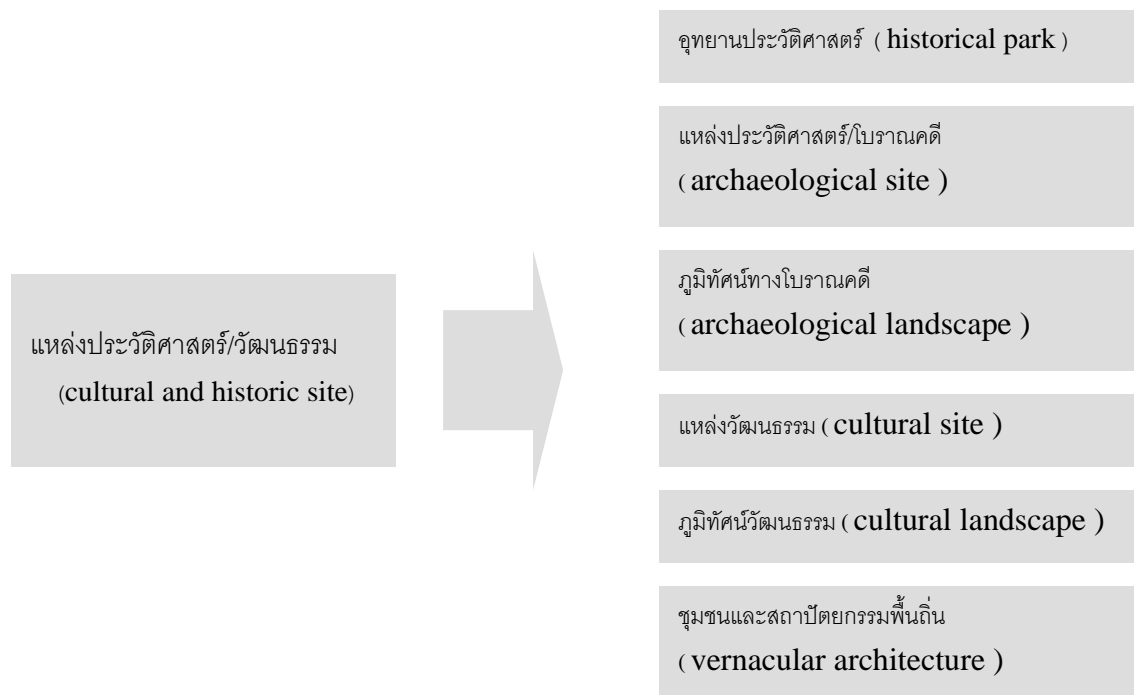 แหล่งประวัติศาสตร์/วัฒนธรรม
(cultural and historic site)
อุทยานประวัติศาสตร์ ( historical park )
แหล่งประวัติศาสตร์/โบราณคดี
( archaeological site )
ภูมิทัศน์ทางโบราณคดี
( archaeological landscape )
แหล่งวัฒนธรรม ( cultural site )
ภูมิทัศน์วัฒนธรรม ( cultural landscape )
ชุมชนและสถาปัตยกรรมพื้นถิ่น
( vernacular architecture )